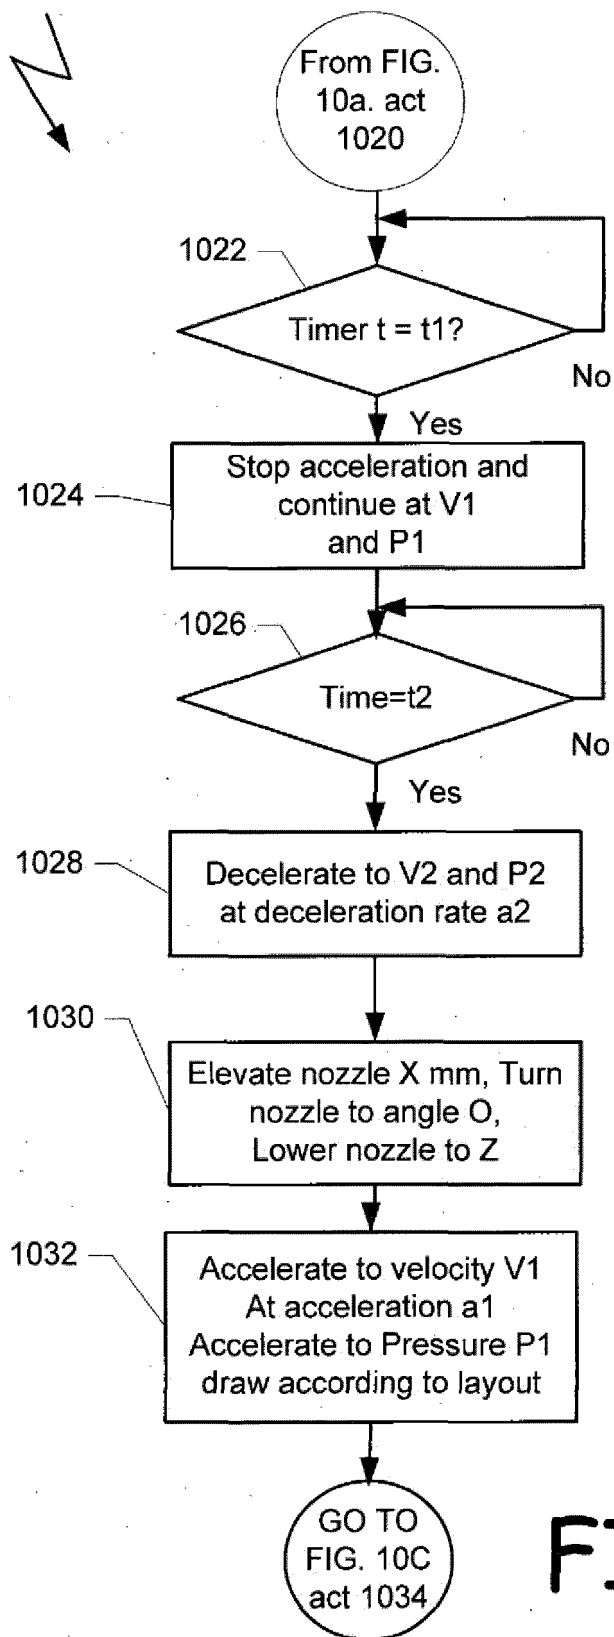 From FIG.
10a. act
1020
1022
Timer t = t1?
No
Yes
1024
Stop acceleration and
continue at V1
and P1
1026
Time=t2
No
Yes
1028
Decelerate to V2 and P2
at deceleration rate a2
1030
Elevate nozzle X mm, Turn
nozzle to angle O,
Lower nozzle to Z
1032
Accelerate to velocity V1
At acceleration a1
Accelerate to Pressure P1
draw according to layout
GO TO
FIG. 10C
act 1034